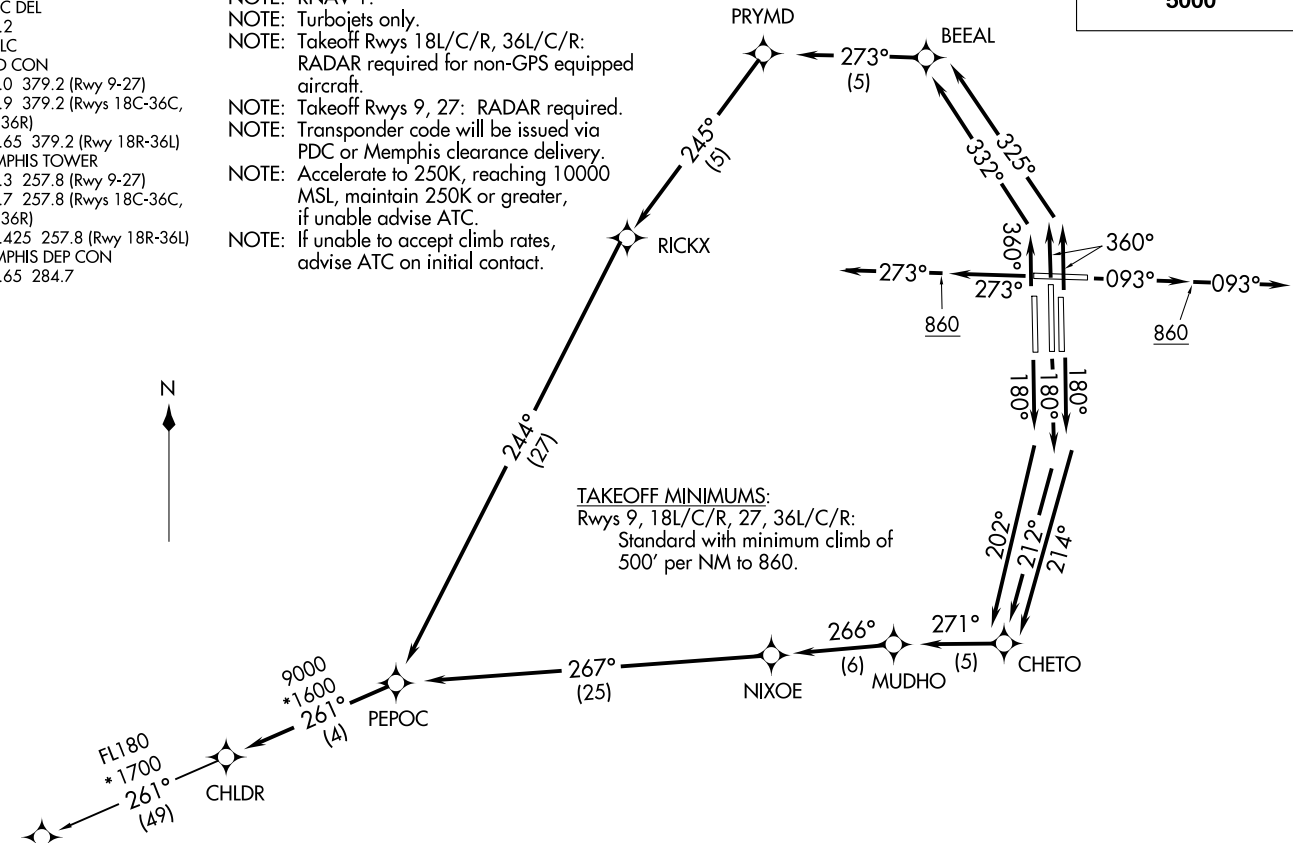 C DEL
.2
LC
D CON
.0 379.2 (Rwy 9-27)
.9 379.2 (Rwys 18C-36C,
36R)
.65 379.2 (Rwy 18R-36L)
MPHIS TOWER
.3 257.8 (Rwy 9-27)
.7 257.8 (Rwys 18C-36C,
36R)
.425 257.8 (Rwy 18R-36L)
MPHIS DEP CON
.65 284.7
NOTE: RNAV 1.
NOTE: Turbojets only.
NOTE: Takeoff Rwys 18L/C/R, 36L/C/R:
RADAR required for non-GPS equipped
aircraft.
NOTE: Takeoff Rwys 9, 27: RADAR required.
NOTE: Transponder code will be issued via
PDC or Memphis clearance delivery.
NOTE: Accelerate to 250K, reaching 10000
MSL, maintain 250K or greater,
if unable advise ATC.
NOTE: If unable to accept climb rates,
advise ATC on initial contact.
5000
PRYMD
BEEAL
273°
(5)
245°
(5)
332°
325°
RICKX
360°
360°
273°
273°
093°
093°
860
860
N
180°
180°
180°
244°
(27)
TAKEOFF MINIMUMS:
Rwys 9, 18L/C/R, 27, 36L/C/R:
Standard with minimum climb of
500' per NM to 860.
202°
212°
214°
271°
(5)
CHETO
266°
(6)
MUDHO
NIXOE
267°
(25)
PEPOC
9000
*1600
261°
(4)
CHLDR
FL180
*1700
261°
(49)